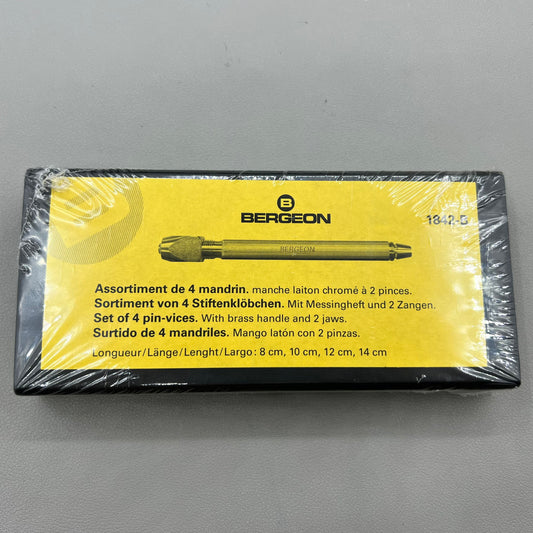 B
BERGEON
1842-B
BERGEON
Assortiment de 4 mandrin. manche laiton chromé à 2 pinces.
Sortiment von 4 Stiftenklöbchen. Mit Messingheft und 2 Zangen.
Set of 4 pin-vices. With brass handle and 2 jaws.
Surtido de 4 mandriles. Mango latón con 2 pinzas.
Longueur/Länge/Lenght/Largo: 8 cm, 10 cm, 12 cm, 14 cm